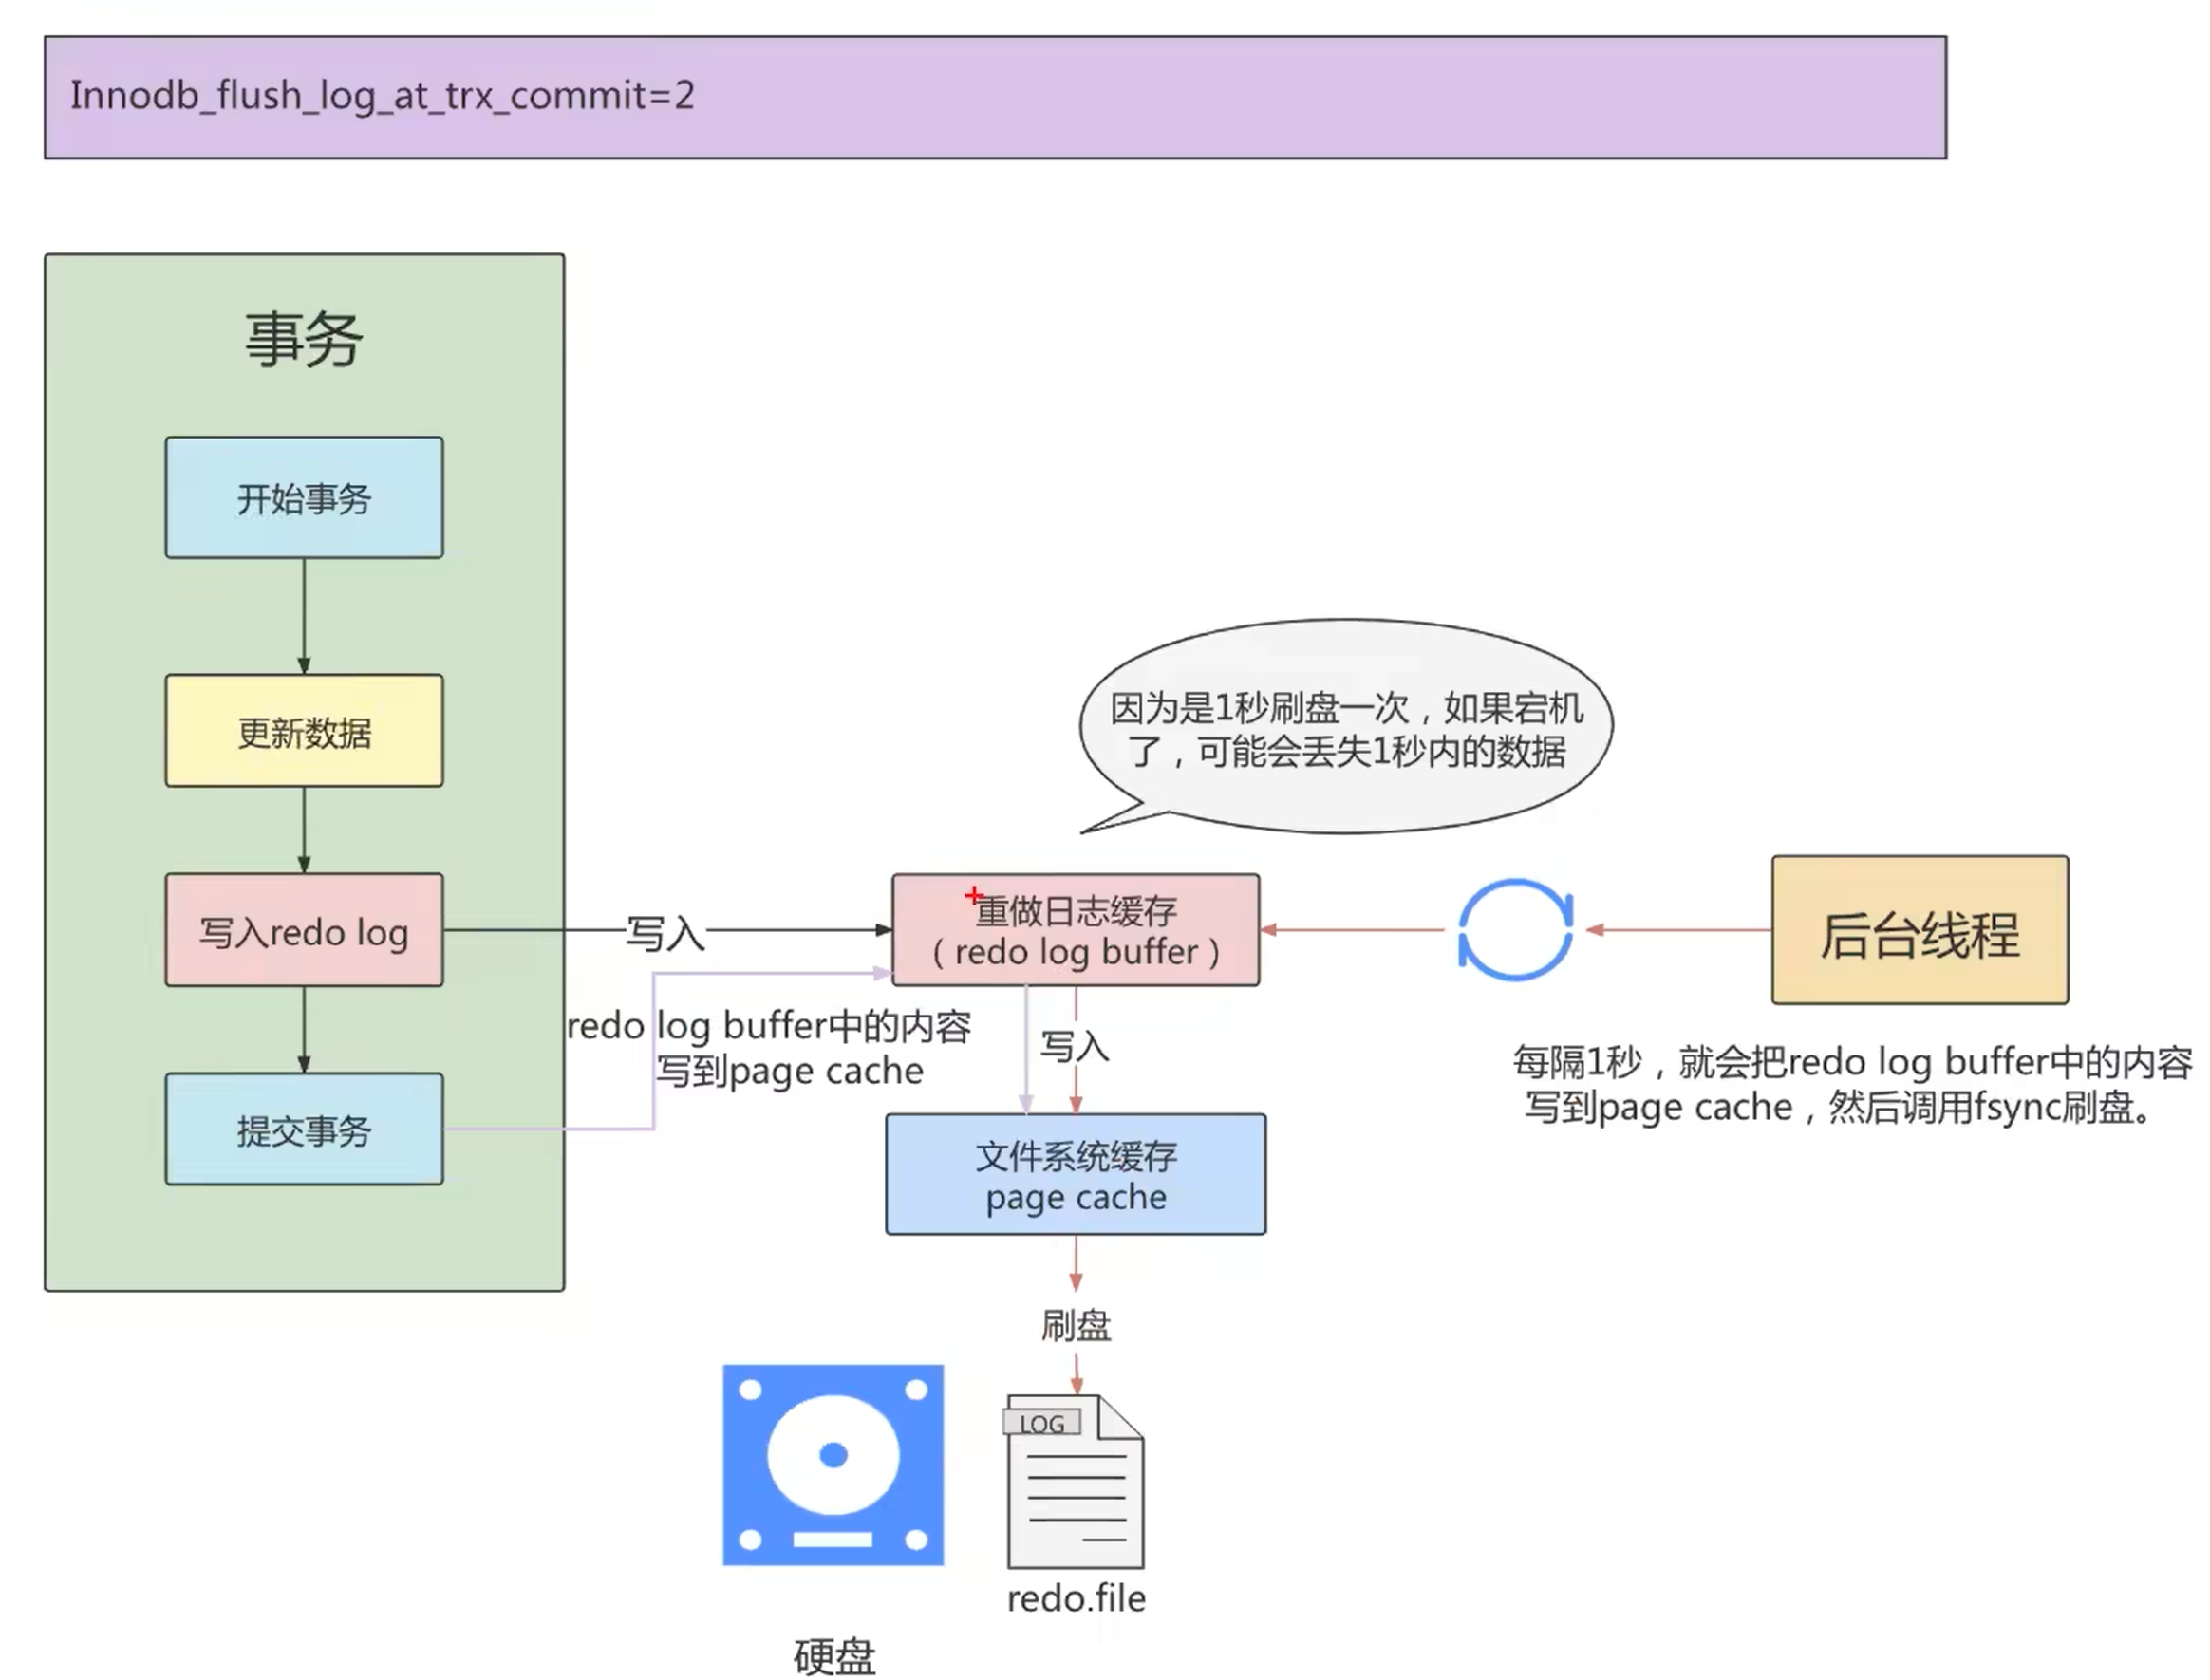 Innodb_flush_log_at_trx_commit=2
事务
开始事务
更新数据
写入redo log
提交事务
写入
redo log buffer中的内容
写到page cache
因为是1秒刷盘一次，如果宕机
了，可能会丢失1秒内的数据
重做日志缓存
（redo log buffer）
写入
文件系统缓存
page cache
刷盘
LOG
redo.file
硬盘
后台线程
每隔1秒，就会把redo log buffer中的内容
写到page cache，然后调用fsync刷盘。